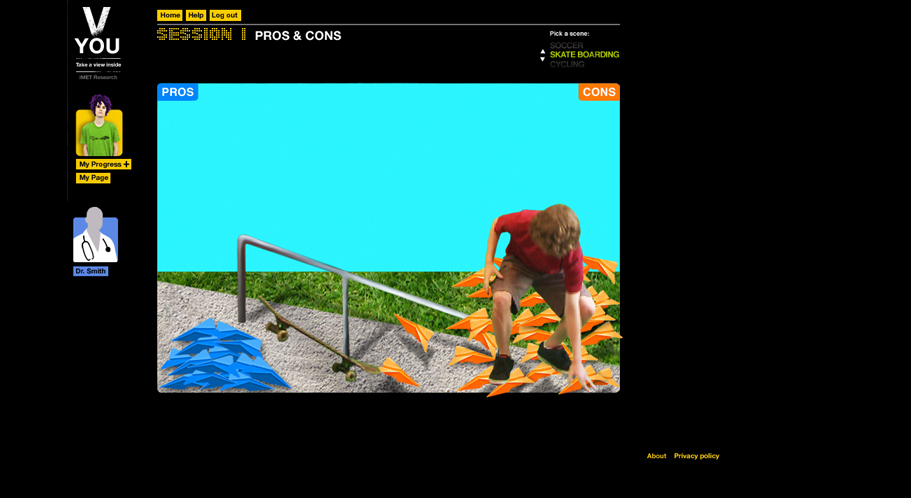 V
YOU
Take a view inside
iMET Research
My Progress +
My Page
Dr. Smith
Home Help Log out
SESSION 1 PROS & CONS
Pick a scene:
SOCCER
SKATE BOARDING
CYCLING
PROS
CONS
About Privacy policy